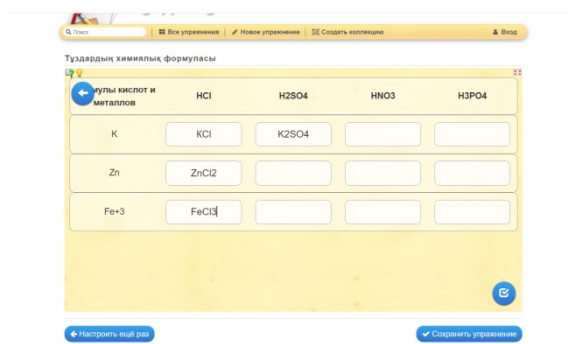 Поиск Все упражнения Новое упражнение Создать коллекцию Вход
Тұздардың химиялық формуласы
кислот и HCl H2SO4 HNO3 H3PO4
металлов
K KCl K2SO4
Zn ZnCl2
Fe+3 FeCl3
Настроить ещё раз Сохранить упражнение